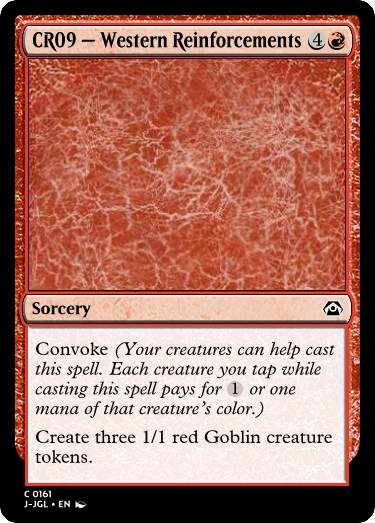 CR09 — Western Reinforcements 4
Sorcery
Convoke (Your creatures can help cast
this spell. Each creature you tap while
casting this spell pays for 1 or one
mana of that creature's color.)
Create three 1/1 red Goblin creature
tokens.
C 0161
J-JGL • EN